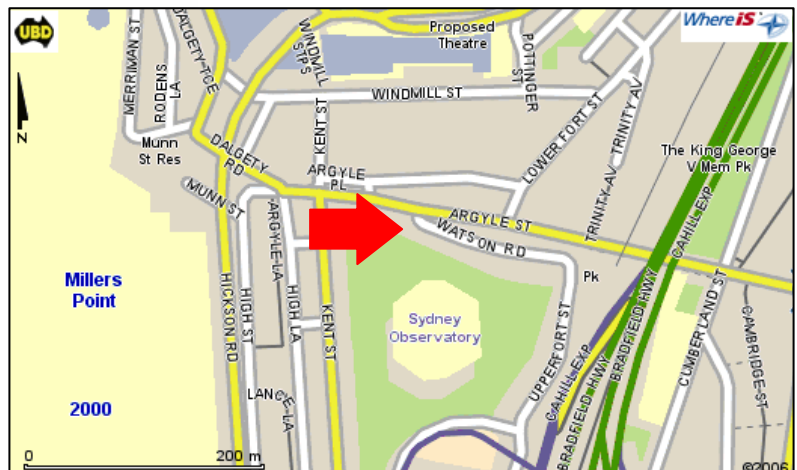 UBD
Where iS
MERRIMAN ST
RODENS
LA
DALGETY-TCE
WINDMILL
STPS
Proposed
Theatre
POTTINGER
ST
WINDMILL ST
KENT ST
Munn
St Res
DALGETY
RD
LOWER FORT ST
TRINITY AV
The King George
V Mem Pk
ARGYLE
PL
MUNN ST
ARGYLE-LA
ARGYLE ST
TRINITY-AV
CAHILL EXP
WATSON RD
Millers
Point
HICKSON RD
HIGH ST
HIGH LA
KENT ST
Sydney
Observatory
Pk
UPPERFORT ST
BRADFIELD HWY
CUMBERLAND ST
CAMBRIDGE-ST
CAHILL-EXP
BRADFIELD HWY
2000
LANCE-LA
N
0
200 m
©2006